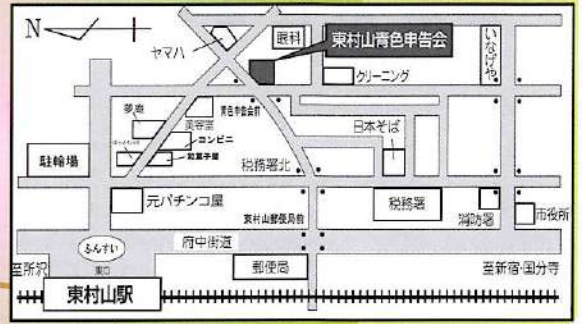 N
ヤマハ
眼科
東村山青色申告会
いなげや
クリーニング
夢庵
美容室
青色申告会前
コンビニ
和菓子屋
日本そば
駐輪場
税務署北
元パチンコ屋
東村山郵便局前
税務署
消防署
市役所
ふんすい
府中街道
至所沢
東口
郵便局
至新宿・国分寺
東村山駅